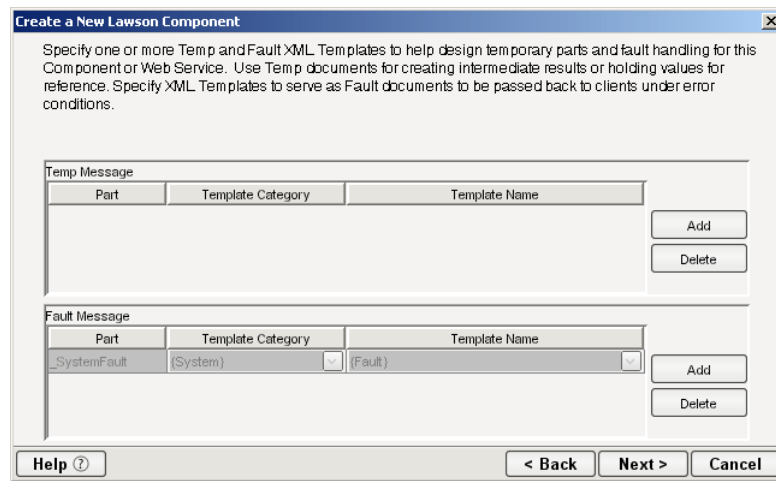 Create a New Lawson Component
Specify one or more Temp and Fault XML Templates to help design temporary parts and fault handling for this
Component or Web Service. Use Temp documents for creating intermediate results or holding values for
reference. Specify XML Templates to serve as Fault documents to be passed back to clients under error
conditions.
Temp Message
Part Template Category Template Name
Add
Delete
Fault Message
Part Template Category Template Name
_SystemFault {System} {Fault}
Add
Delete
Help ? < Back Next > Cancel